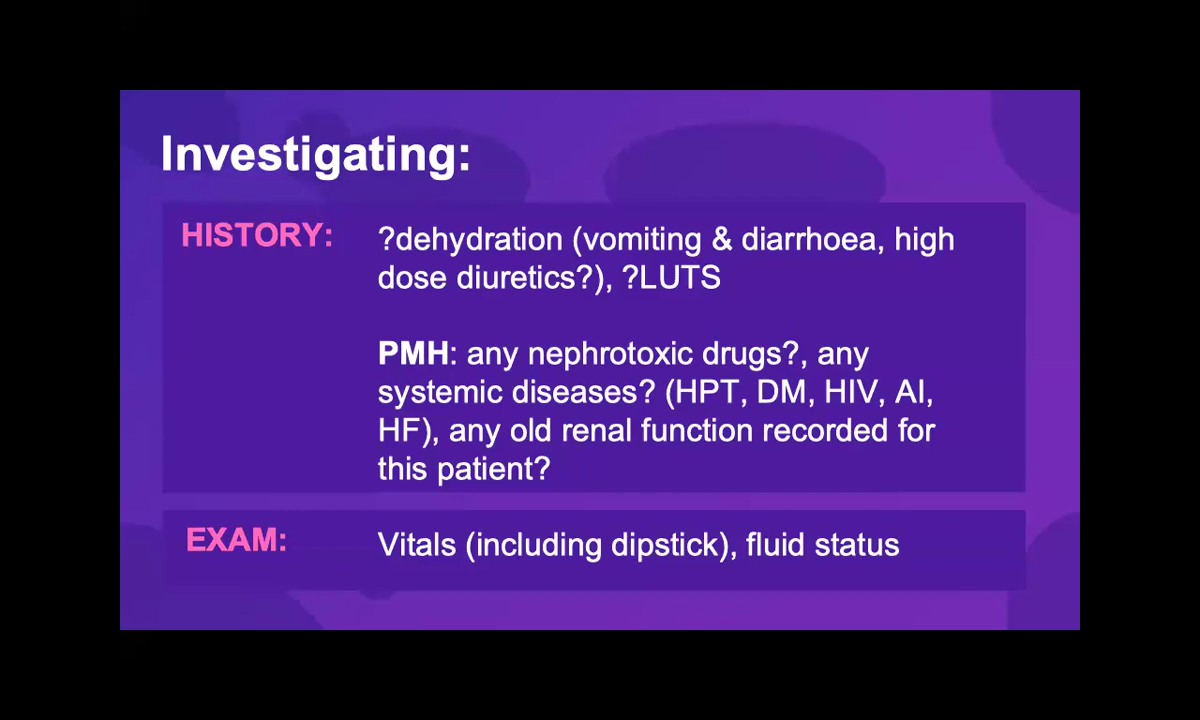 Investigating:
HISTORY:
?dehydration (vomiting & diarrhoea, high
dose diuretics?), ?LUTS
PMH: any nephrotoxic drugs?, any
systemic diseases? (HPT, DM, HIV, AI,
HF), any old renal function recorded for
this patient?
EXAM:
Vitals (including dipstick), fluid status